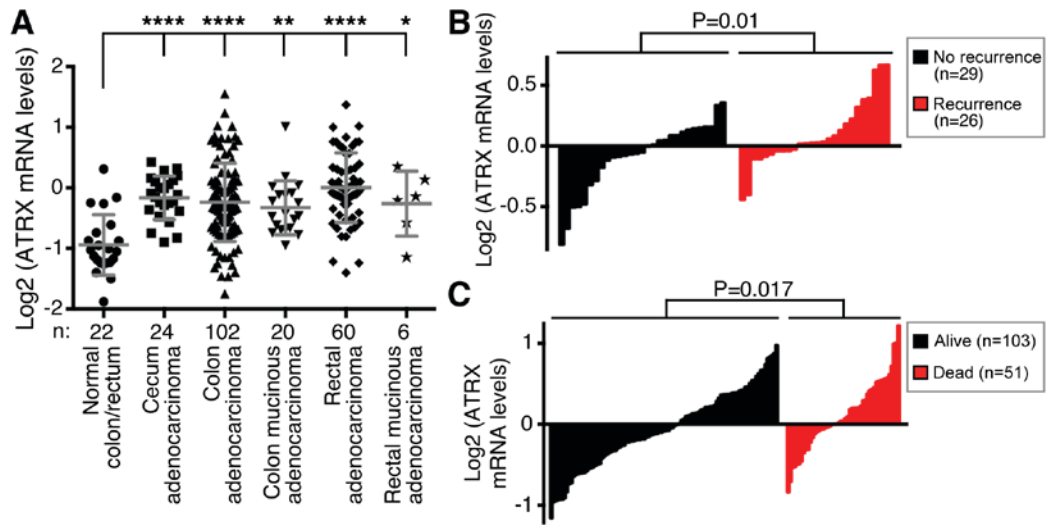 A
**** **** ** **** *
Log2 (ATRX mRNA levels)
2
1
0
-1
-2
n: 22 24 102 20 60 6
Normal
colon/rectum
Cecum
adenocarcinoma
Colon
adenocarcinoma
Colon mucinous
adenocarcinoma
Rectal
adenocarcinoma
Rectal mucinous
adenocarcinoma
B
P=0.01
Log2 (ATRX mRNA levels)
0.5
0.0
-0.5
No recurrence
(n=29)
Recurrence
(n=26)
C
P=0.017
Log2 (ATRX
mRNA levels)
1
0
-1
Alive (n=103)
Dead (n=51)